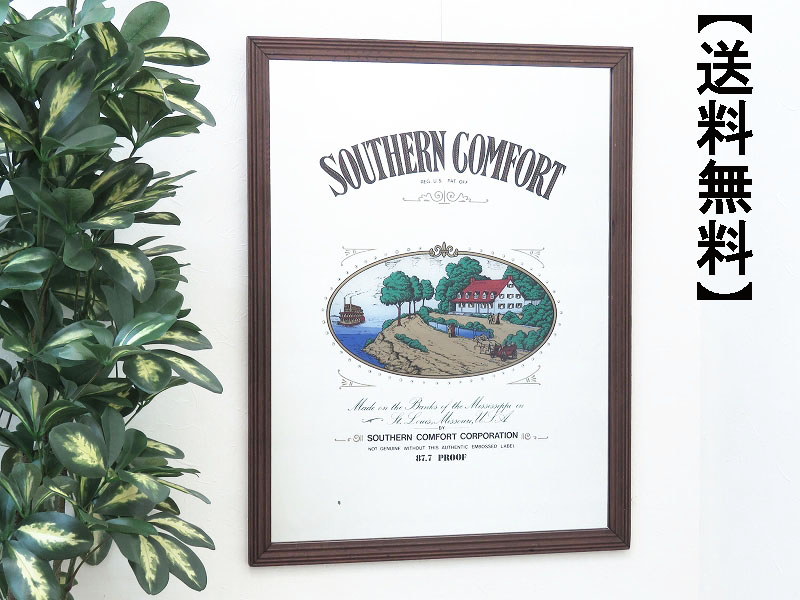 SOUTHERN COMFORT
REG. U.S. PAT. OFF.
Made on the Banks of the Mississippi in
St. Louis, Missouri, U.S.A.
BY
SOUTHERN COMFORT CORPORATION
NOT GENUINE WITHOUT THIS AUTHENTIC EMBOSSED LABEL
87.7 PROOF
【送料無料】